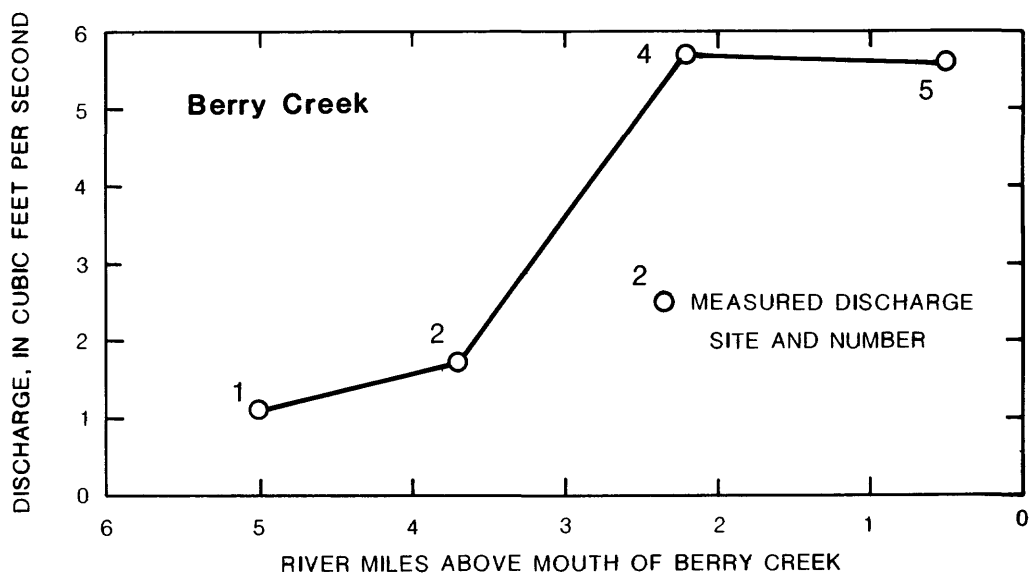 DISCHARGE, IN CUBIC FEET PER SECOND
6
5
4
3
2
1
0
Berry Creek
1
2
4
5
2
MEASURED DISCHARGE
SITE AND NUMBER
6 5 4 3 2 1 0
RIVER MILES ABOVE MOUTH OF BERRY CREEK